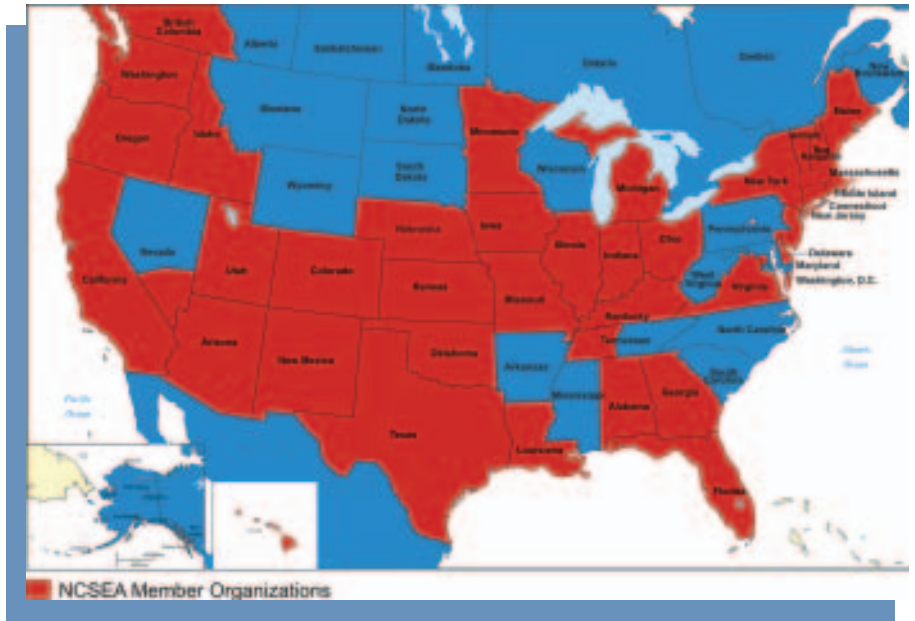 British
Columbia
Alberta
Saskatchewan
Manitoba
Ontario
Quebec
New
Brunswick
Washington
Montana
North
Dakota
Minnesota
Maine
Oregon
Idaho
South
Dakota
Wisconsin
Michigan
New York
Massachusetts
Rhode Island
Connecticut
New Jersey
Wyoming
Nebraska
Iowa
Pennsylvania
Nevada
Utah
Colorado
Illinois
Indiana
Ohio
Delaware
Maryland
Washington, D.C.
West
Virginia
Virginia
California
Kansas
Missouri
Kentucky
Arizona
New Mexico
Oklahoma
Arkansas
Tennessee
North Carolina
South
Carolina
Mississippi
Alabama
Georgia
Atlantic
Ocean
Pacific
Ocean
Texas
Louisiana
Florida
NCSEA Member Organizations